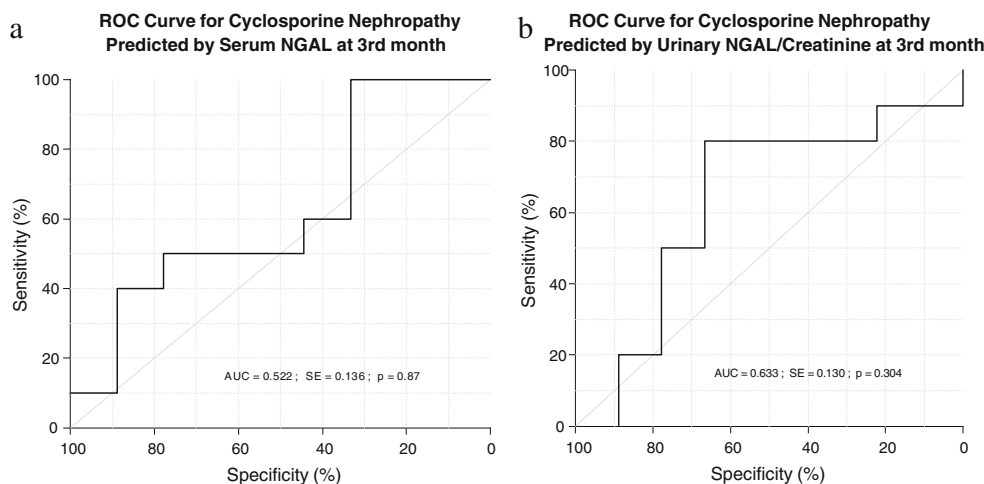 a
ROC Curve for Cyclosporine Nephropathy
Predicted by Serum NGAL at 3rd month
100
80
60
40
20
0
Sensitivity (%)
AUC = 0.522 ; SE = 0.136 ; p = 0.87
100 80 60 40 20 0
Specificity (%)
b
ROC Curve for Cyclosporine Nephropathy
Predicted by Urinary NGAL/Creatinine at 3rd month
100
80
60
40
20
0
Sensitivity (%)
AUC = 0.633 ; SE = 0.130 ; p = 0.304
100 80 60 40 20 0
Specificity (%)